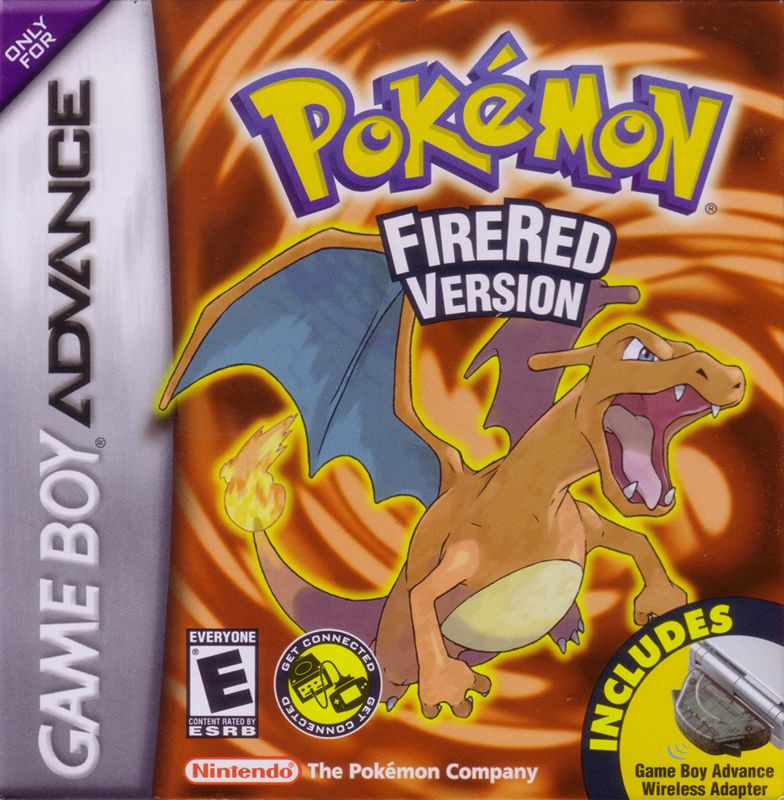 ONLY
FOR
GAME BOY ADVANCE
®
POKéMON
®
FIRERED
VERSION
EVERYONE
®
E
CONTENT RATED BY
ESRB
GET CONNECTED
GET CONNECTED
INCLUDES
Game Boy Advance
Wireless Adapter
Nintendo®
The Pokémon Company